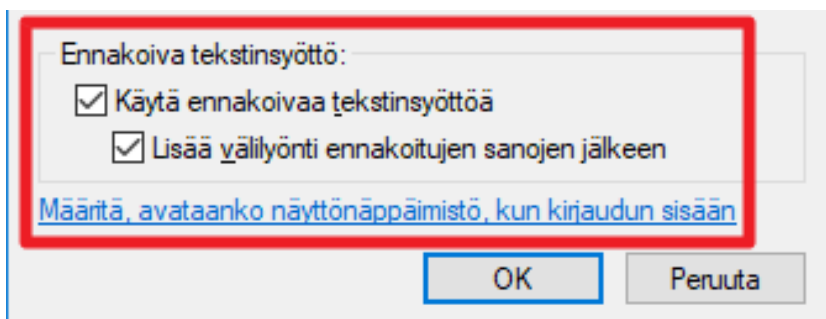 Ennakoiva tekstinsyöttö:
Käytä ennakoivaa tekstinsyöttöä
Lisää välilyönti ennakoitujen sanojen jälkeen
Määritä, avataanko näyttönäppäimistö, kun kirjaudun sisään
OK Peruuta